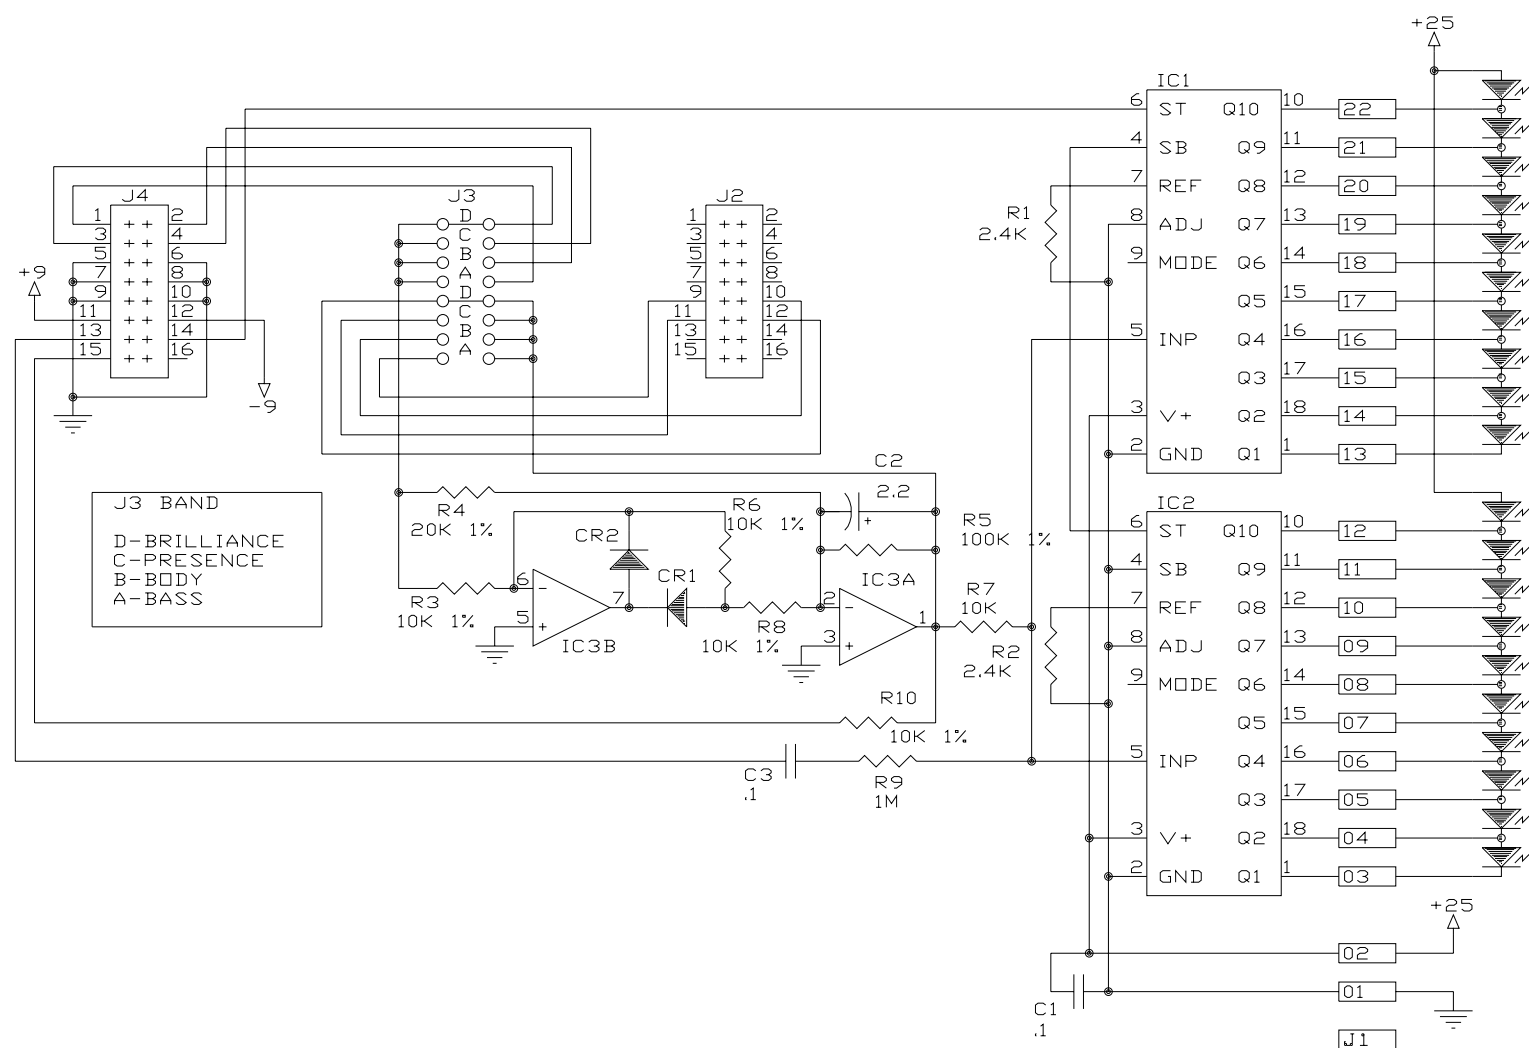 +25
IC1
6 ST Q10 10 22
4 SB Q9 11 21
7 REF Q8 12 20
8 ADJ Q7 13 19
9 MODE Q6 14 18
Q5 15 17
5 INP Q4 16 16
Q3 17 15
3 V+ Q2 18 14
2 GND Q1 1 13
R1
2.4K
J4
1 ++ 2
3 ++ 4
5 ++ 6
7 ++ 8
9 ++ 10
11 ++ 12
13 ++ 14
15 ++ 16
+9
-9
J3
D
C
B
A
D
C
B
A
J2
1 ++ 2
3 ++ 4
5 ++ 6
7 ++ 8
9 ++ 10
11 ++ 12
13 ++ 14
15 ++ 16
J3 BAND
D-BRILLIANCE
C-PRESENCE
B-BODY
A-BASS
R4
20K 1%
R3
10K 1%
CR2
CR1
6 -
5 +
7
IC3B
R6
10K 1%
R8
10K 1%
C2
2.2
+
R5
100K 1%
IC3A
2 -
3 +
1
R7
10K
R2
2.4K
R10
10K 1%
C3
.1
R9
1M
IC2
6 ST Q10 10 12
4 SB Q9 11 11
7 REF Q8 12 10
8 ADJ Q7 13 09
9 MODE Q6 14 08
Q5 15 07
5 INP Q4 16 06
Q3 17 05
3 V+ Q2 18 04
2 GND Q1 1 03
+25
02
01
C1
.1
J1